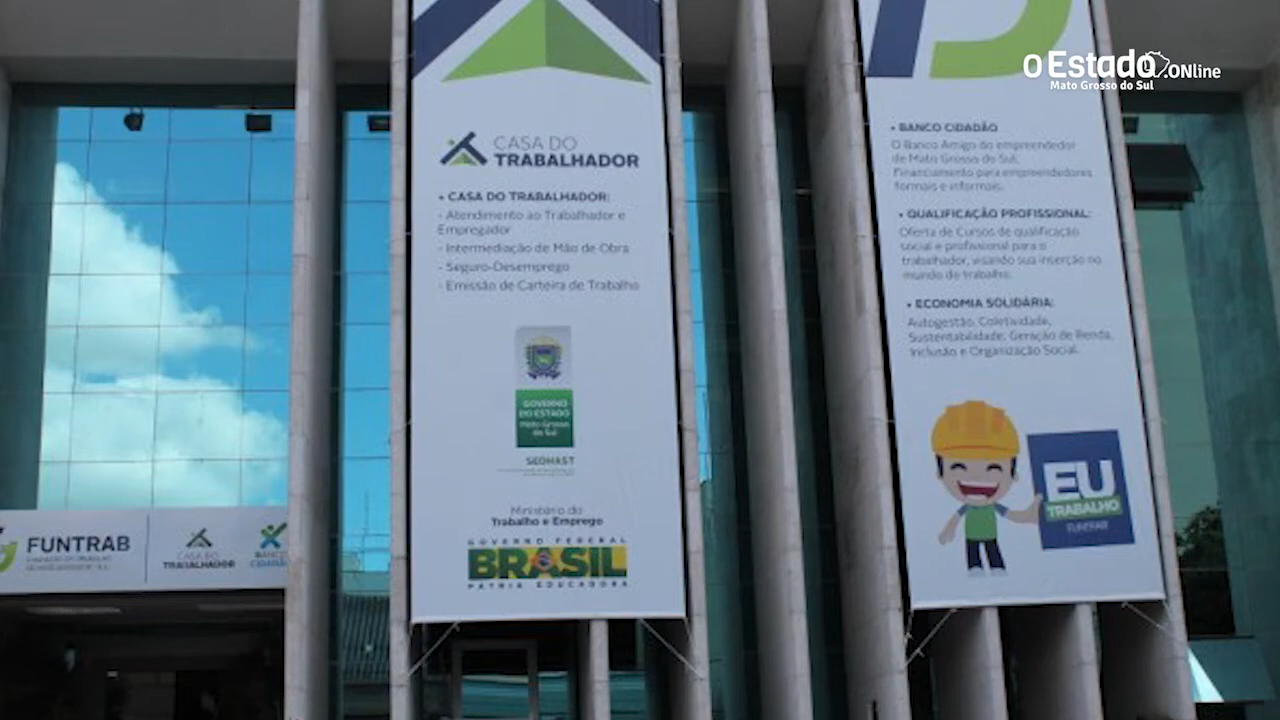 O Estado.ONline
Mato Grosso do Sul
CASA DO
TRABALHADOR
• CASA DO TRABALHADOR:
- Atendimento ao Trabalhador e
Empregador
- Intermediação de Mão de Obra
- Seguro-Desemprego
- Emissão de Carteira de Trabalho
GOVERNO
DO ESTADO
Mato Grosso
do Sul
SEDHAST
Ministério do
Trabalho e Emprego
GOVERNO FEDERAL
BRASIL
PÁTRIA EDUCADORA
• BANCO CIDADÃO
O Banco Amigo do empreendedor
de Mato Grosso do Sul.
Financiamento para empreendedores
formais e informais.
• QUALIFICAÇÃO PROFISSIONAL:
Oferta de Cursos de qualificação
social e profissional para o
trabalhador, visando sua inserção no
mundo do trabalho.
• ECONOMIA SOLIDÁRIA:
Autogestão, Coletividade,
Sustentabilidade, Geração de Renda,
Inclusão e Organização Social.
EU
TRABALHO
FUNTRAB
FUNTRAB
CASA DO
TRABALHADOR
BANCO
CIDADÃO